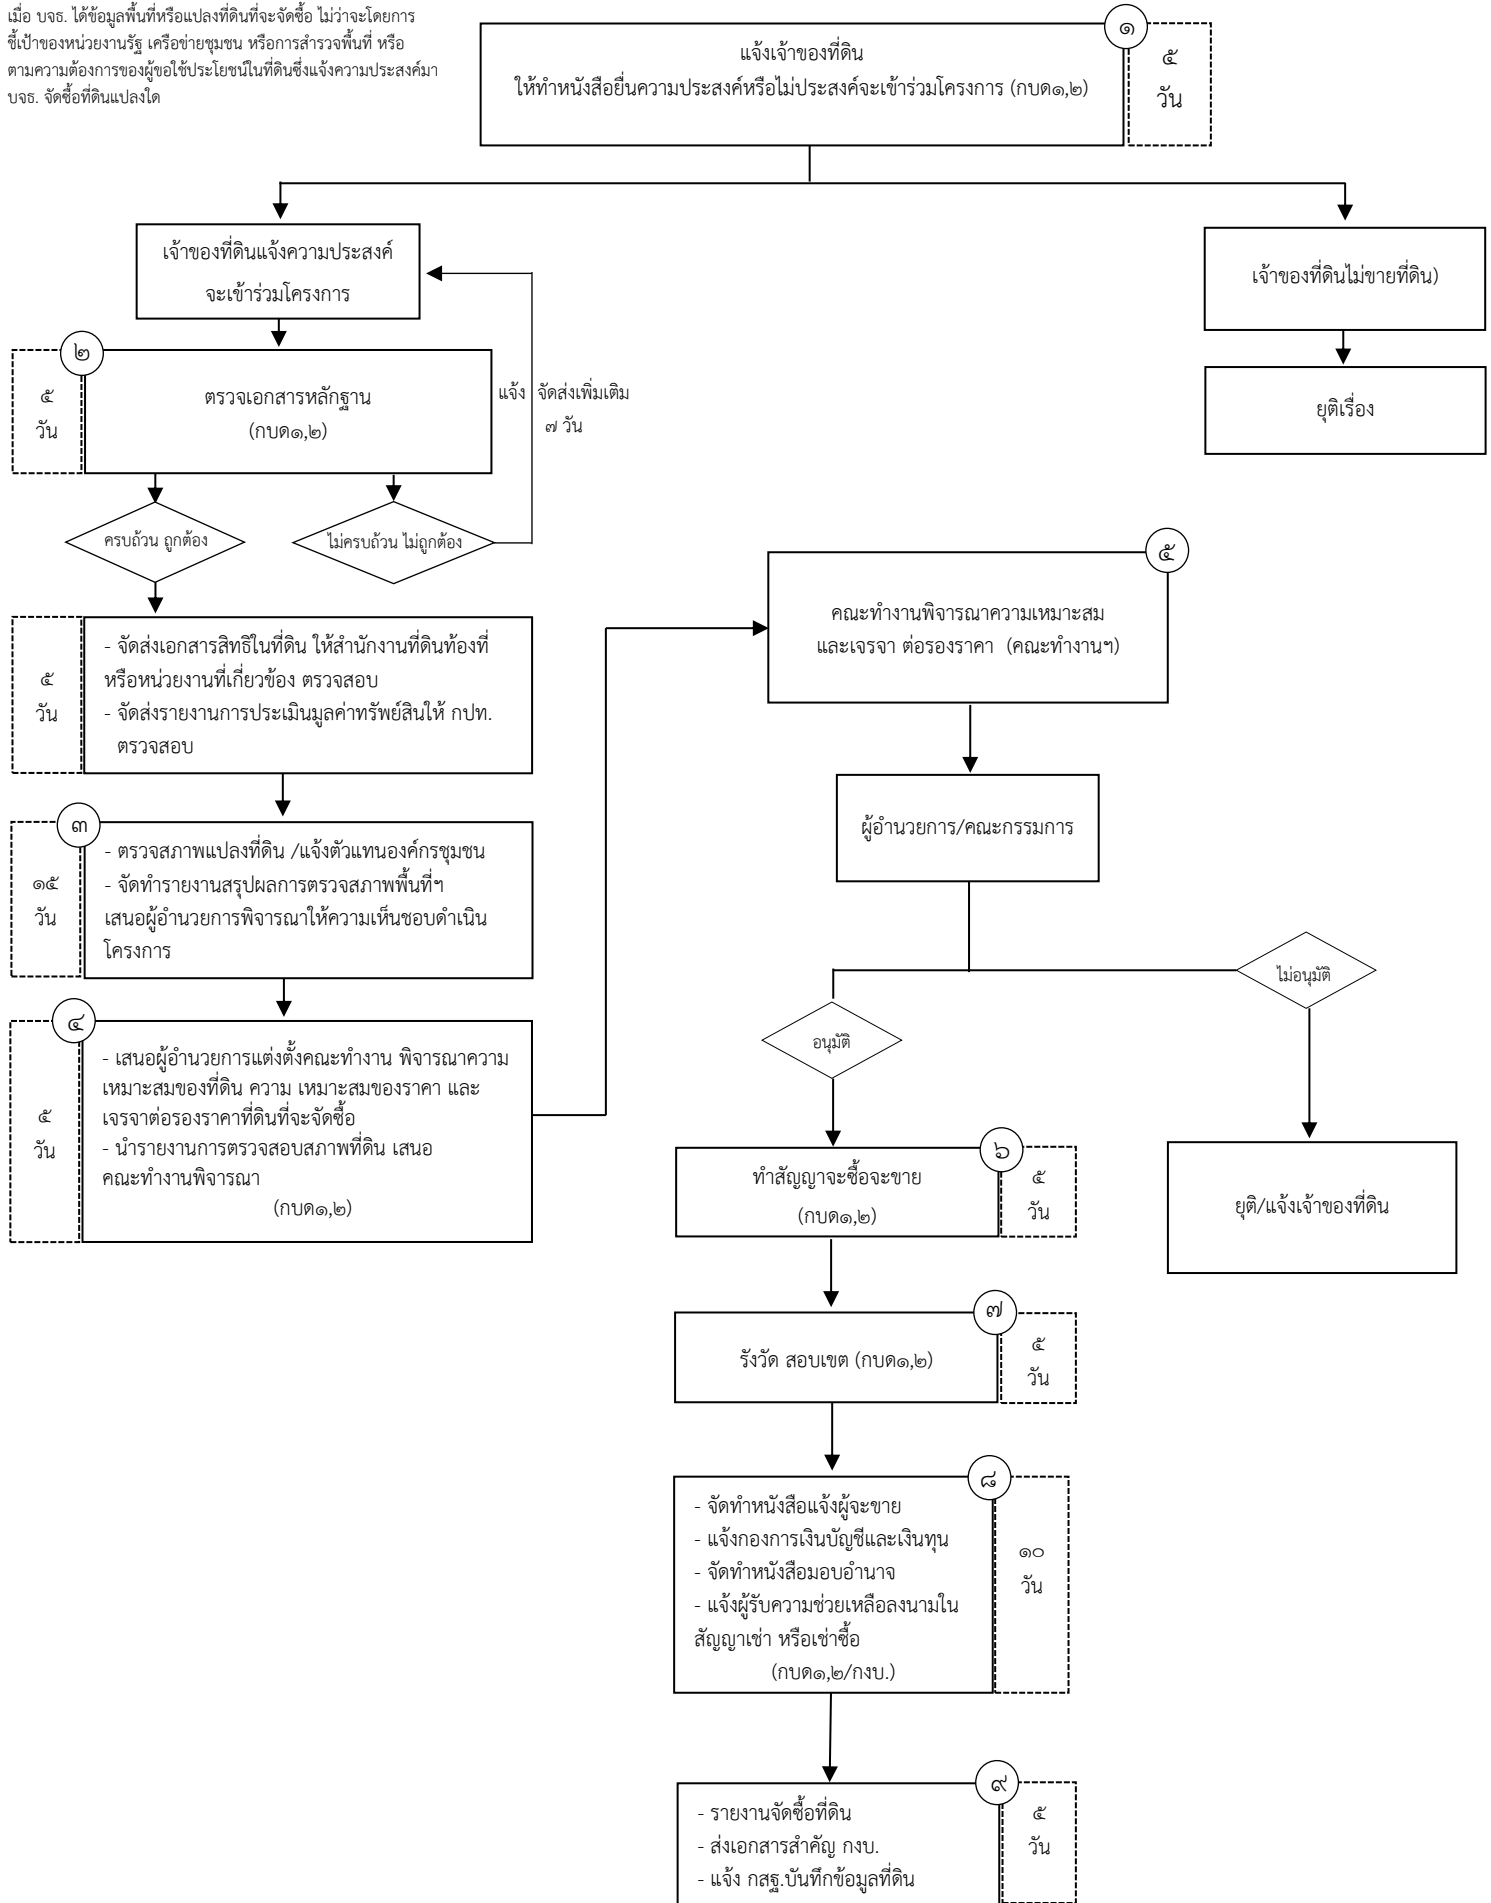 เมื่อ บจธ. ได้ข้อมูลพื้นที่หรือแปลงที่ดินที่จะจัดซื้อ ไม่ว่าจะโดยการ
ชี้เป้าของหน่วยงานรัฐ เครือข่ายชุมชน หรือการสำรวจพื้นที่ หรือ
ตามความต้องการของผู้ขอใช้ประโยชน์ในที่ดินซึ่งแจ้งความประสงค์มา
บจธ. จัดซื้อที่ดินแปลงใด
๑
แจ้งเจ้าของที่ดิน
ให้ทำหนังสือยื่นความประสงค์หรือไม่ประสงค์จะเข้าร่วมโครงการ (กบด๑,๒)
๕
วัน
เจ้าของที่ดินแจ้งความประสงค์
จะเข้าร่วมโครงการ
เจ้าของที่ดินไม่ขายที่ดิน)
ยุติเรื่อง
๒
๕
วัน
ตรวจเอกสารหลักฐาน
(กบด๑,๒)
แจ้ง จัดส่งเพิ่มเติม
๗ วัน
ครบถ้วน ถูกต้อง
ไม่ครบถ้วน ไม่ถูกต้อง
๕
วัน
- จัดส่งเอกสารสิทธิในที่ดิน ให้สำนักงานที่ดินท้องที่
หรือหน่วยงานที่เกี่ยวข้อง ตรวจสอบ
- จัดส่งรายงานการประเมินมูลค่าทรัพย์สินให้ กปท.
ตรวจสอบ
๓
๑๕
วัน
- ตรวจสภาพแปลงที่ดิน /แจ้งตัวแทนองค์กรชุมชน
- จัดทำรายงานสรุปผลการตรวจสภาพพื้นที่ฯ
เสนอผู้อำนวยการพิจารณาให้ความเห็นชอบดำเนิน
โครงการ
๔
๕
วัน
- เสนอผู้อำนวยการแต่งตั้งคณะทำงาน พิจารณาความ
เหมาะสมของที่ดิน ความ เหมาะสมของราคา และ
เจรจาต่อรองราคาที่ดินที่จะจัดซื้อ
- นำรายงานการตรวจสอบสภาพที่ดิน เสนอ
คณะทำงานพิจารณา
(กบด๑,๒)
๕
คณะทำงานพิจารณาความเหมาะสม
และเจรจา ต่อรองราคา (คณะทำงานฯ)
ผู้อำนวยการ/คณะกรรมการ
ไม่อนุมัติ
อนุมัติ
๖
ทำสัญญาจะซื้อจะขาย
(กบด๑,๒)
๕
วัน
ยุติ/แจ้งเจ้าของที่ดิน
๗
รังวัด สอบเขต (กบด๑,๒)
๕
วัน
๘
- จัดทำหนังสือแจ้งผู้จะขาย
- แจ้งกองการเงินบัญชีและเงินทุน
- จัดทำหนังสือมอบอำนาจ
- แจ้งผู้รับความช่วยเหลือลงนามใน
สัญญาเช่า หรือเช่าซื้อ
(กบด๑,๒/กงบ.)
๑๐
วัน
๙
- รายงานจัดซื้อที่ดิน
- ส่งเอกสารสำคัญ กงบ.
- แจ้ง กสฐ.บันทึกข้อมูลที่ดิน
๕
วัน